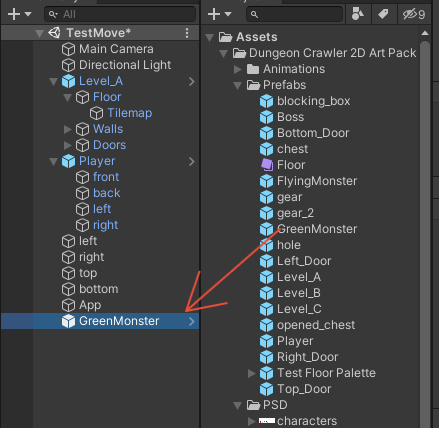 All
9
TestMove*
Main Camera
Directional Light
Level_A
Floor
Tilemap
Walls
Doors
Player
front
back
left
right
left
right
top
bottom
App
GreenMonster
Assets
Dungeon Crawler 2D Art Pack
Animations
Prefabs
blocking_box
Boss
Bottom_Door
chest
Floor
FlyingMonster
gear
gear_2
GreenMonster
hole
Left_Door
Level_A
Level_B
Level_C
opened_chest
Player
Right_Door
Test Floor Palette
Top_Door
PSD
characters